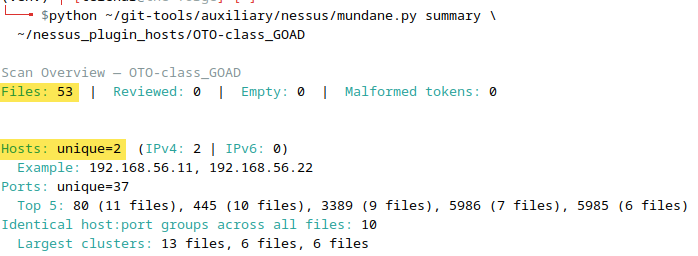 $python ~/git-tools/auxiliary/nessus/mundane.py summary \
~/nessus_plugin_hosts/OTO-class_GOAD
Scan Overview — OTO-class_GOAD
Files: 53 | Reviewed: 0 | Empty: 0 | Malformed tokens: 0
Hosts: unique=2 (IPv4: 2 | IPv6: 0)
Example: 192.168.56.11, 192.168.56.22
Ports: unique=37
Top 5: 80 (11 files), 445 (10 files), 3389 (9 files), 5986 (7 files), 5985 (6 files)
Identical host:port groups across all files: 10
Largest clusters: 13 files, 6 files, 6 files